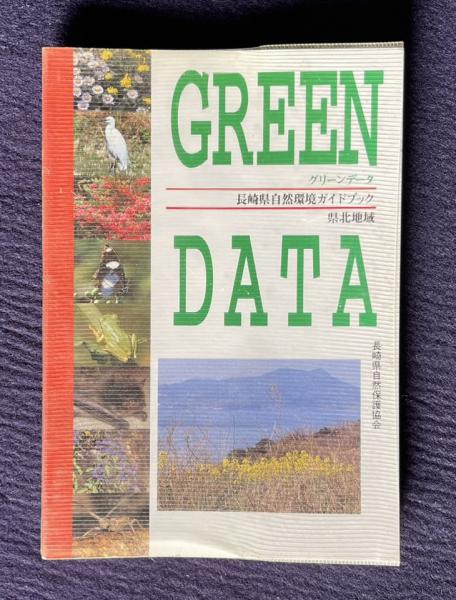 GREEN
グリーンデータ
長崎県自然環境ガイドブック
県北地域
DATA
長崎県自然保護協会